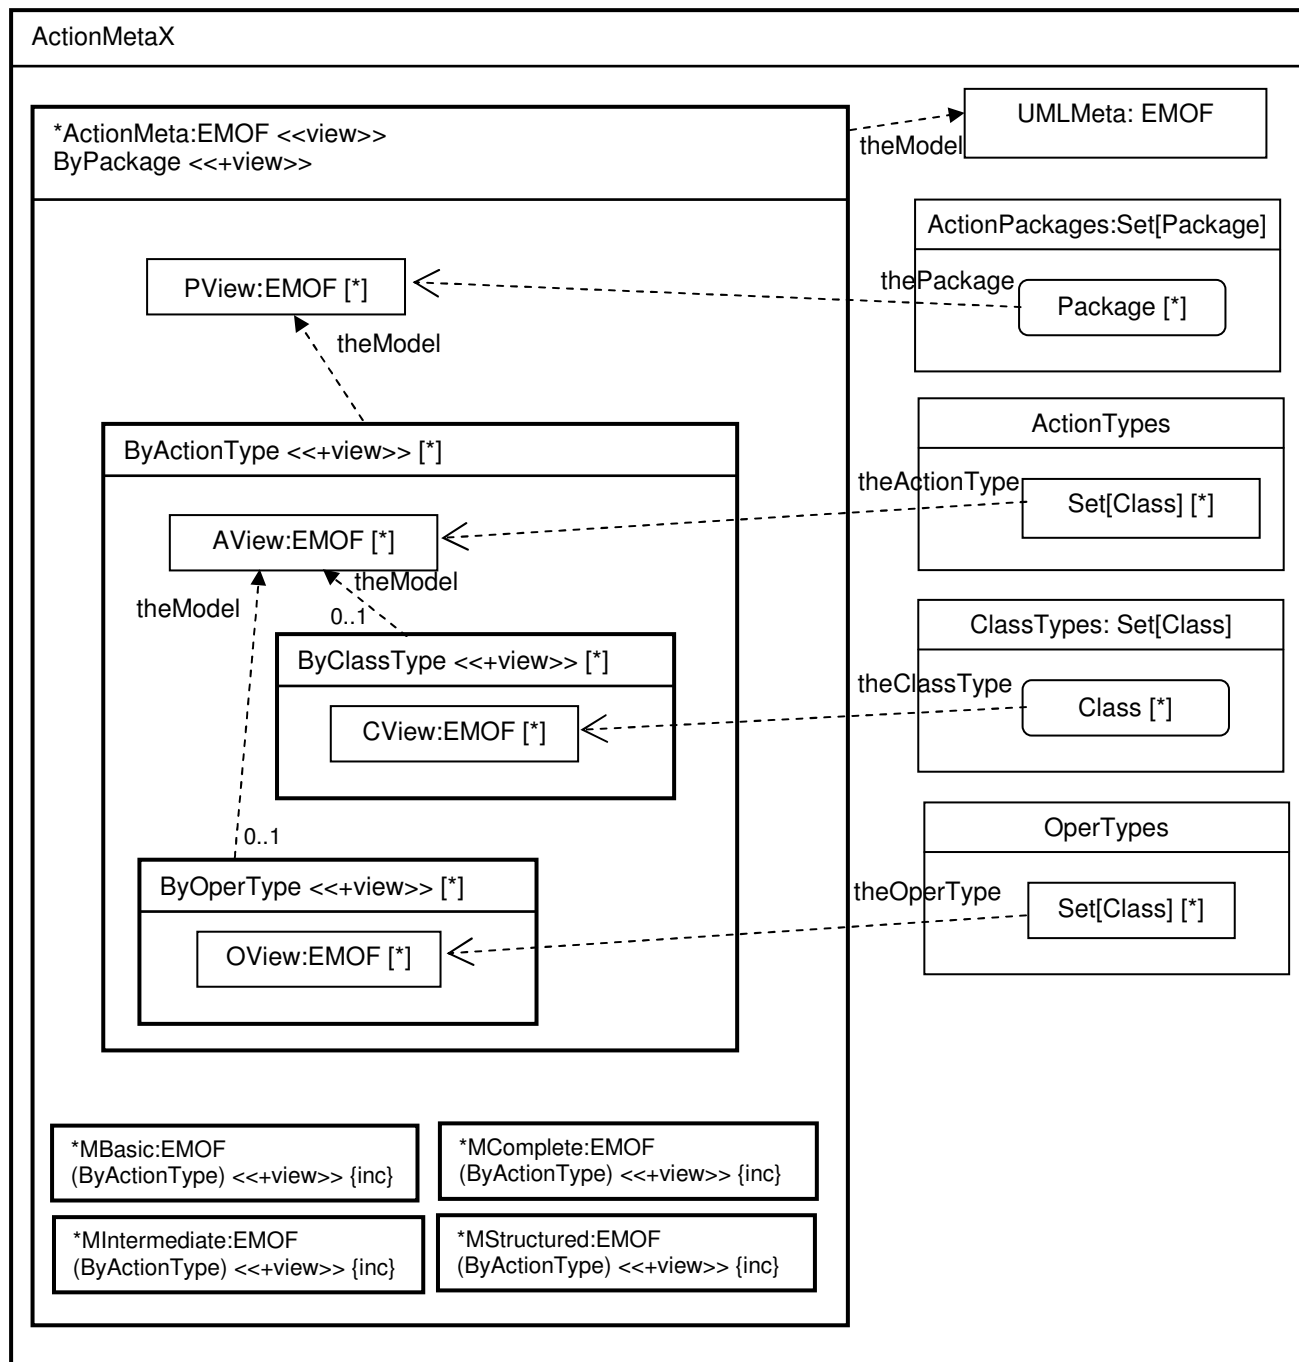 ActionMetaX
*ActionMeta:EMOF <<view>>
ByPackage <<+view>>
theModel
UMLMeta: EMOF
ActionPackages:Set[Package]
thePackage
Package [*]
PView:EMOF [*]
theModel
ByActionType <<+view>> [*]
ActionTypes
theActionType
Set[Class] [*]
AView:EMOF [*]
theModel
theModel
0..1
ByClassType <<+view>> [*]
ClassTypes: Set[Class]
theClassType
Class [*]
CView:EMOF [*]
0..1
ByOperType <<+view>> [*]
OperTypes
theOperType
Set[Class] [*]
OView:EMOF [*]
*MBasic:EMOF
(ByActionType) <<+view>> {inc}
*MComplete:EMOF
(ByActionType) <<+view>> {inc}
*MIntermediate:EMOF
(ByActionType) <<+view>> {inc}
*MStructured:EMOF
(ByActionType) <<+view>> {inc}